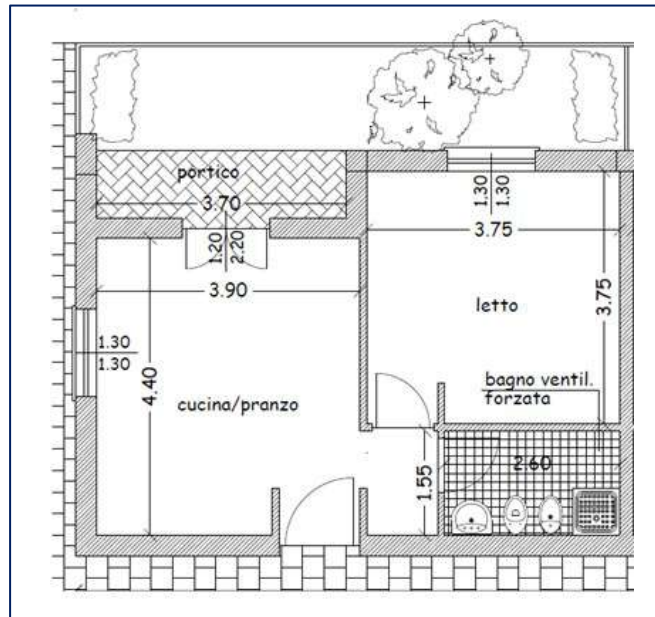 portico
3.70
1.30
1.30
1.20
2.20
3.75
3.90
letto
3.75
1.30
1.30
4.40
cucina/pranzo
bagno ventil.
forzata
2.60
1.55